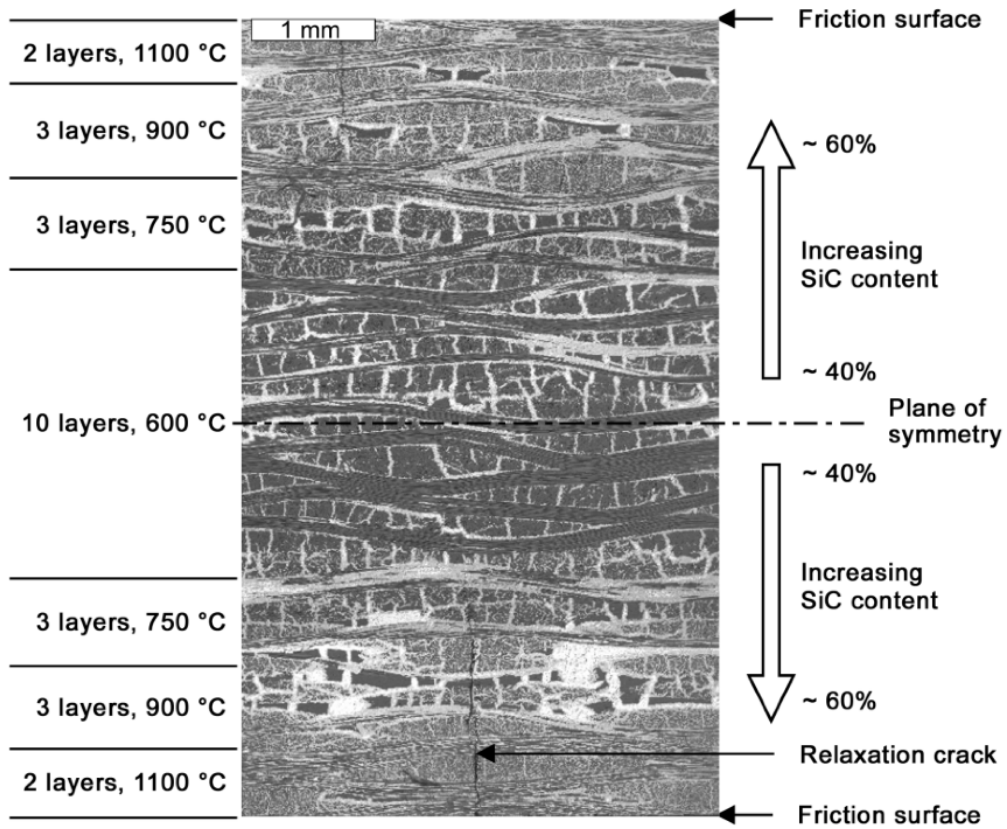 1 mm
Friction surface
2 layers, 1100 °C
3 layers, 900 °C
~ 60%
3 layers, 750 °C
Increasing
SiC content
~ 40%
10 layers, 600 °C
Plane of
symmetry
~ 40%
Increasing
SiC content
3 layers, 750 °C
3 layers, 900 °C
~ 60%
Relaxation crack
2 layers, 1100 °C
Friction surface